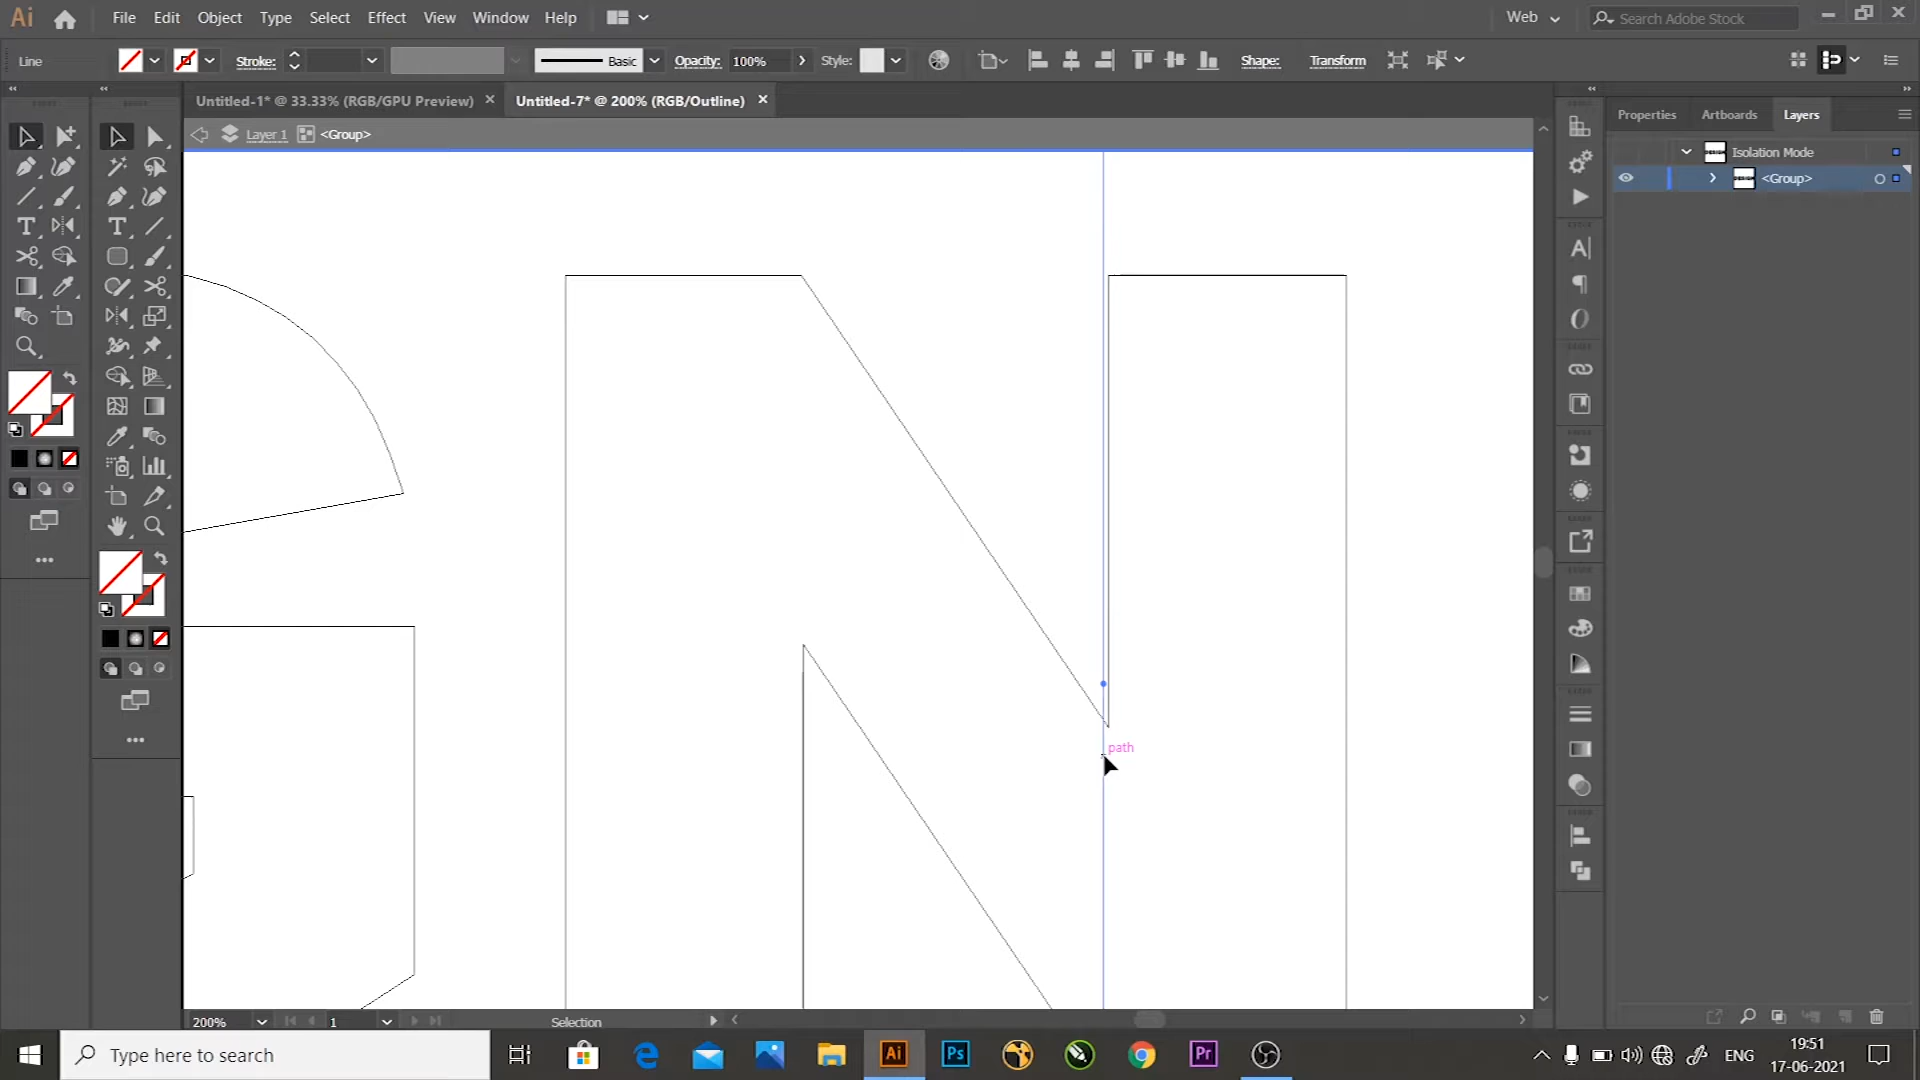 Ai File Edit Object Type Select Effect View Window Help Web Search Adobe Stock
Line Stroke: Basic Opacity: 100% Style: Shape: Transform
Untitled-1* @ 33.33% (RGB/GPU Preview) Untitled-7* @ 200% (RGB/Outline)
Properties Artboards Layers
Layer 1 <Group>
Isolation Mode
<Group>
path
200% 1 Selection
Type here to search
Ai Ps Pr
ENG
19:51
17-06-2021